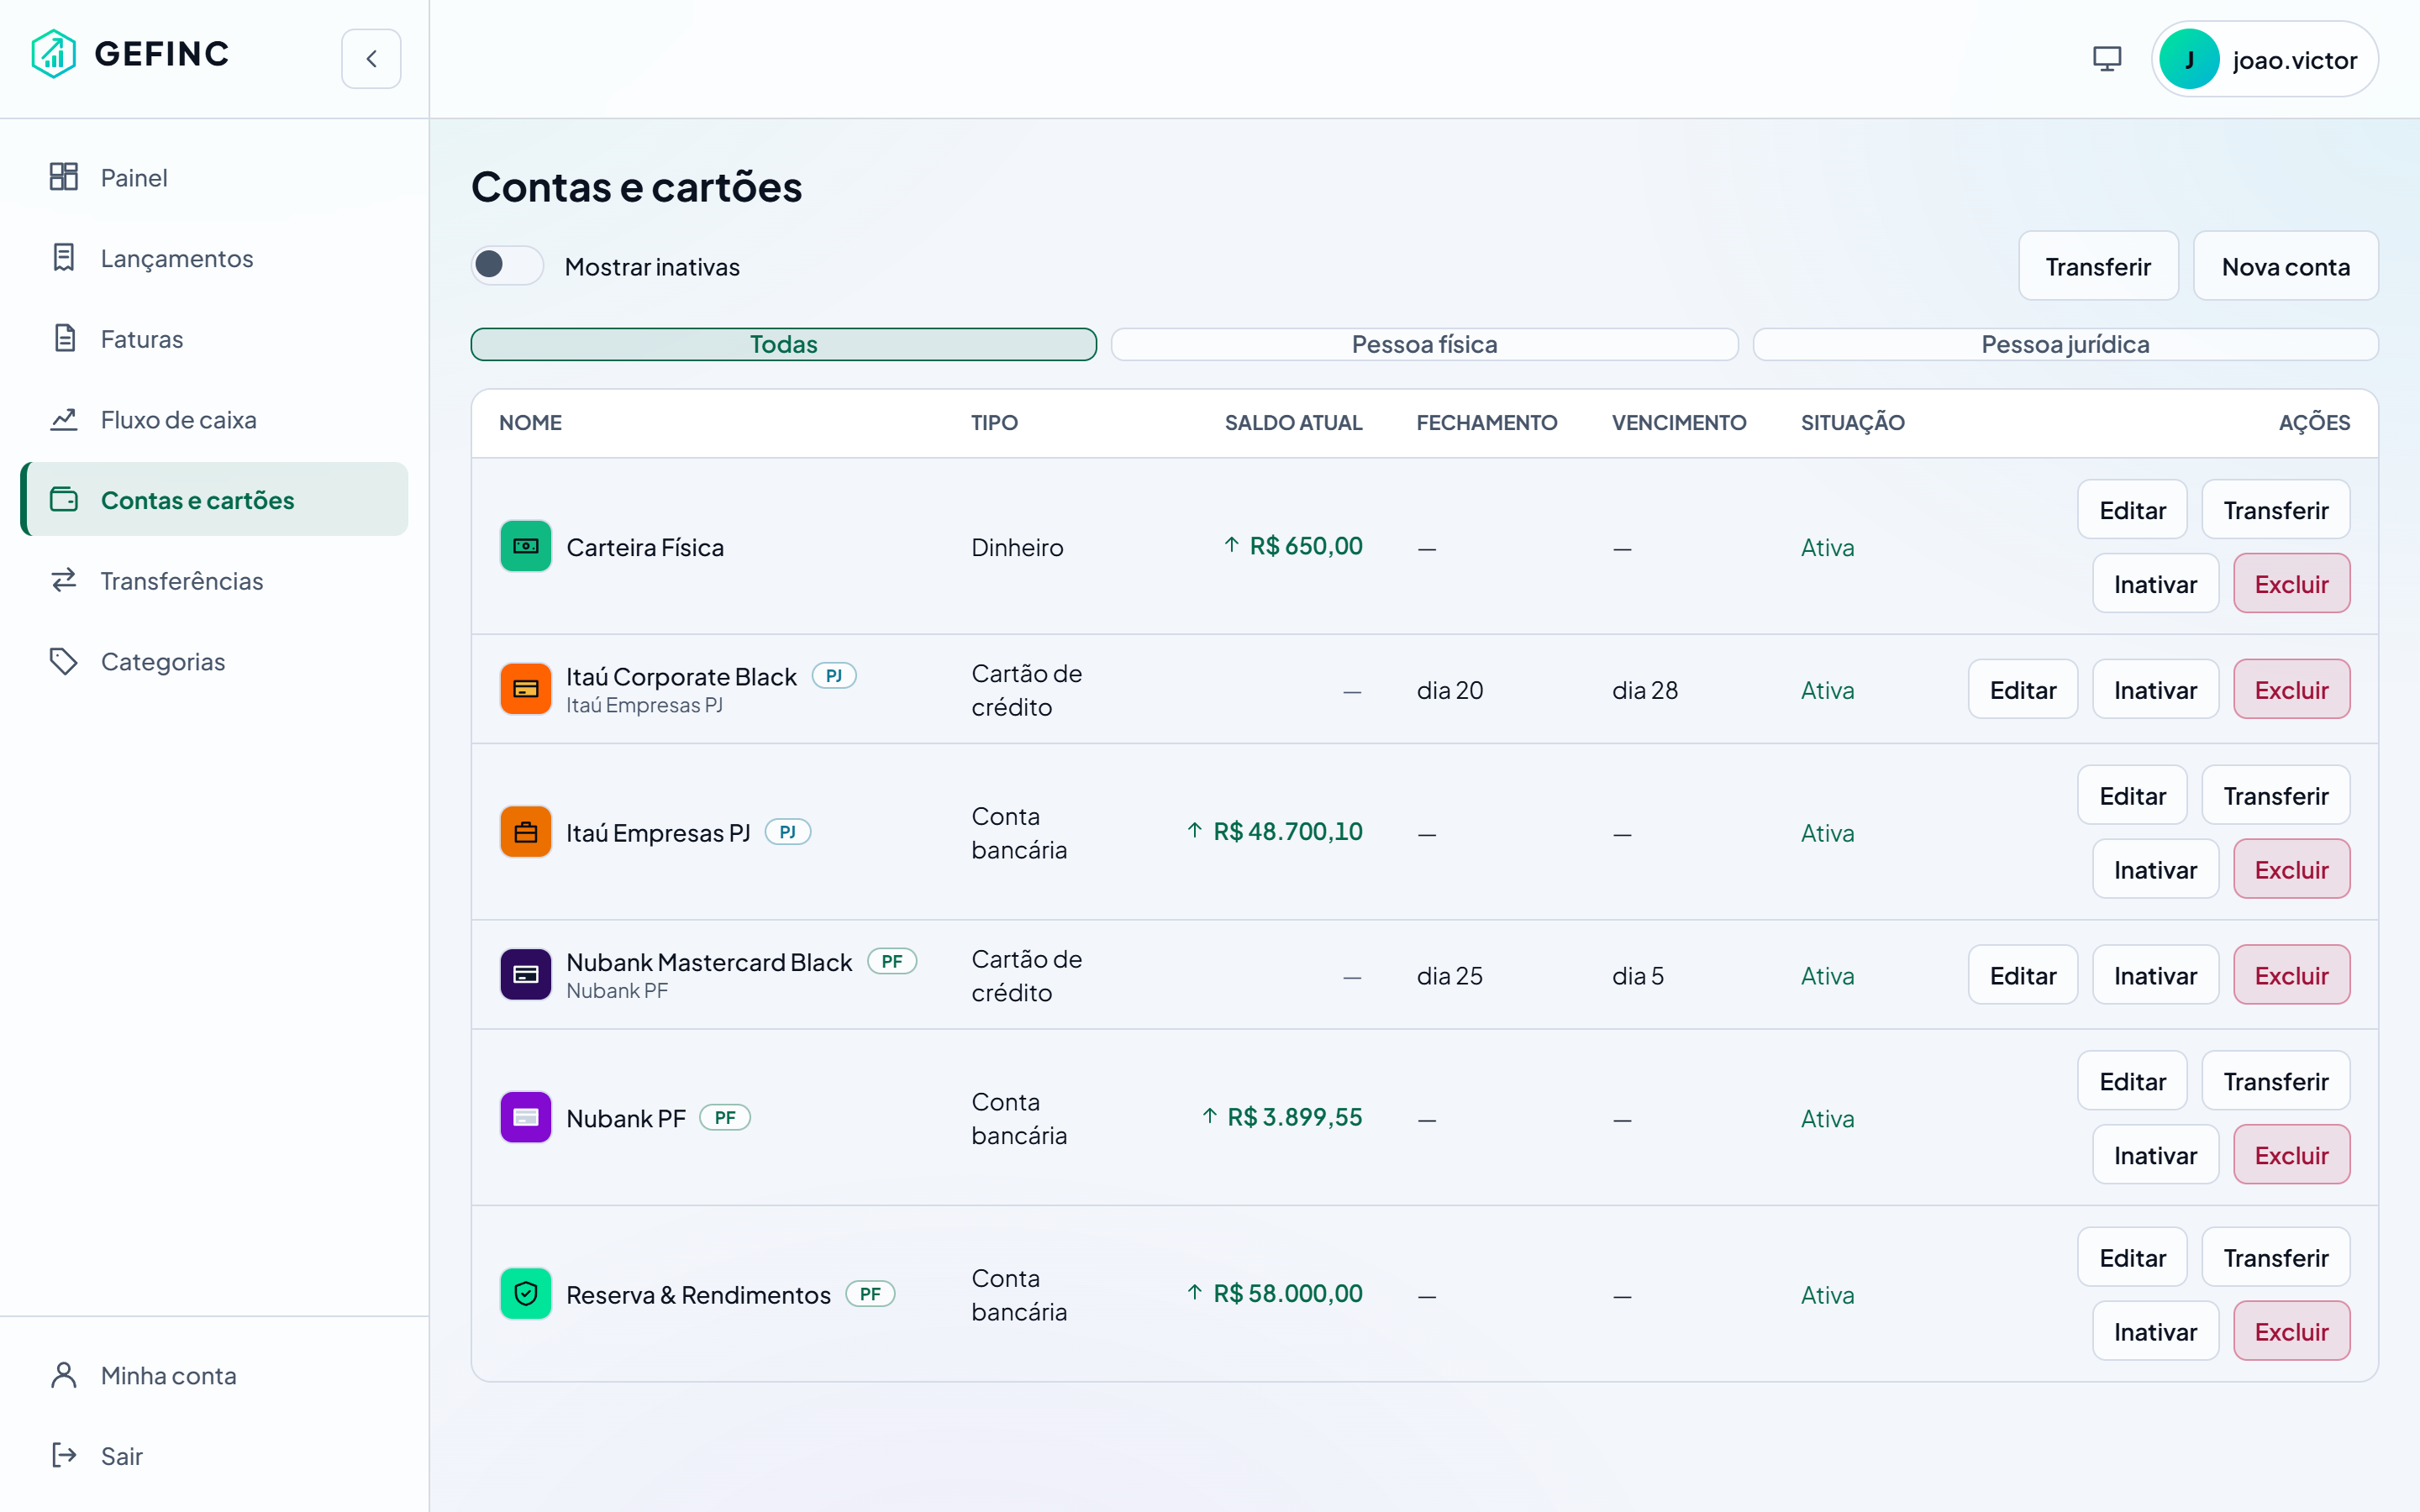 GEFINC
J joao.victor
Painel
Lançamentos
Faturas
Fluxo de caixa
Contas e cartões
Transferências
Categorias
Minha conta
Sair
Contas e cartões
Mostrar inativas
Transferir
Nova conta
Todas
Pessoa física
Pessoa jurídica
NOME TIPO SALDO ATUAL FECHAMENTO VENCIMENTO SITUAÇÃO AÇÕES
Carteira Física Dinheiro ↑ R$ 650,00 — — Ativa
Editar Transferir
Inativar Excluir
Itaú Corporate Black PJ
Itaú Empresas PJ
Cartão de
crédito
— dia 20 dia 28 Ativa Editar Inativar Excluir
Itaú Empresas PJ PJ
Conta
bancária
↑ R$ 48.700,10 — — Ativa
Editar Transferir
Inativar Excluir
Nubank Mastercard Black PF
Nubank PF
Cartão de
crédito
— dia 25 dia 5 Ativa Editar Inativar Excluir
Nubank PF PF
Conta
bancária
↑ R$ 3.899,55 — — Ativa
Editar Transferir
Inativar Excluir
Reserva & Rendimentos PF
Conta
bancária
↑ R$ 58.000,00 — — Ativa
Editar Transferir
Inativar Excluir